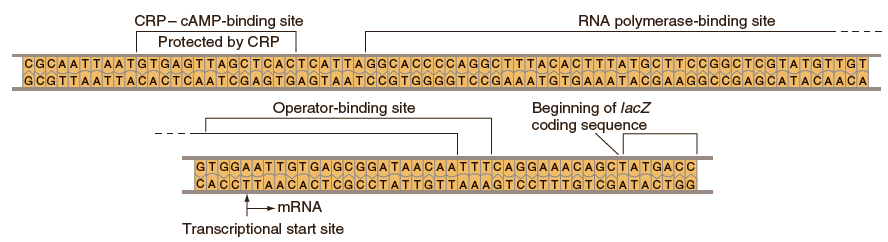 CRP–cAMP-binding site
RNA polymerase-binding site
Protected by CRP
CGCAATTAATGTGAGTTAGCTCACTCATTAGGCACCCCAGGCTTTACACTTTATGCTTCCGGCTCGTATGTTGT
GCGTTAATTACACTCAATCGAGTGAGTAATCCGTGGGGTCCGAAATGTGAAATACGAAGGCCGAGCATACAACA
Operator-binding site
Beginning of lacZ
coding sequence
GTGGAATTGTGAGCGGATAACAATTTCAGGAAACAGCTATGACC
CACCTTAACACTCGCCTATTGTTAAAGTCCTTTGTCGATACTGG
mRNA
Transcriptional start site